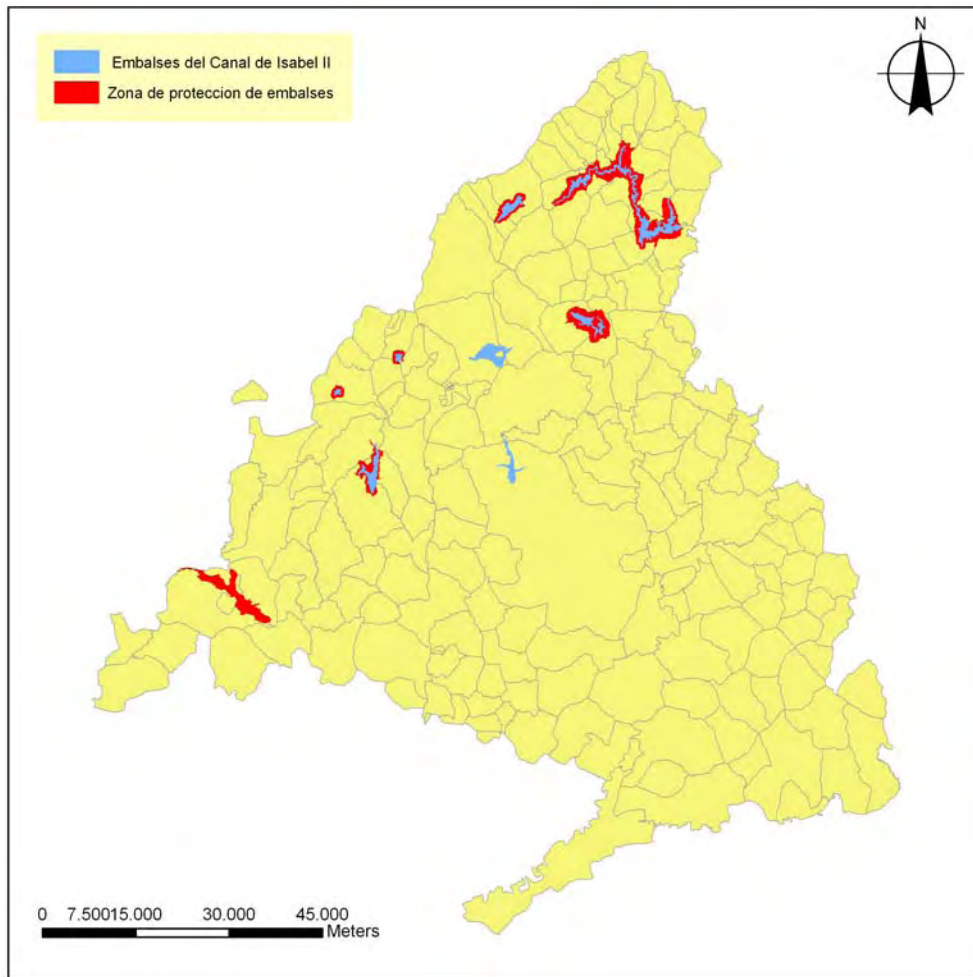 Embalses del Canal de Isabel II
Zona de proteccion de embalses
N
0 7.50015.000 30.000 45.000
Meters